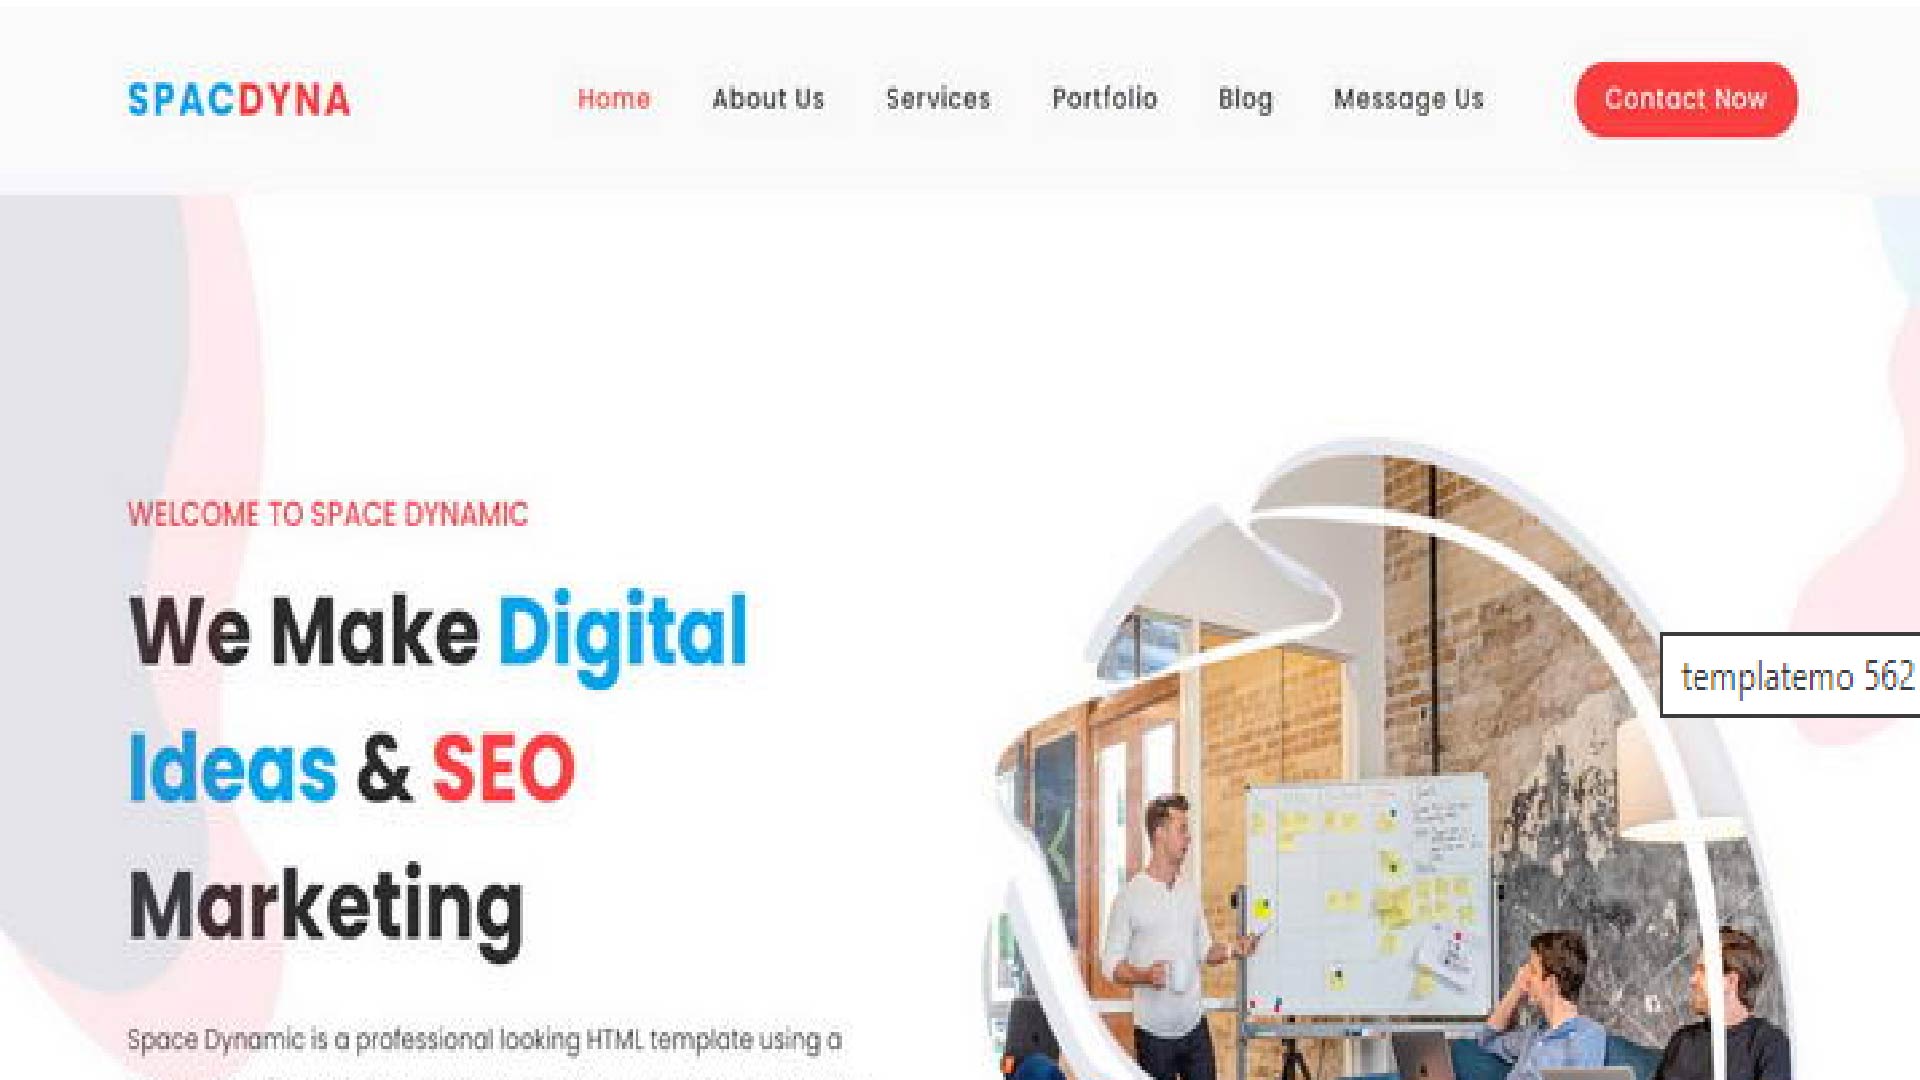 SPACDYNA
Home About Us Services Portfolio Blog Message Us Contact Now
WELCOME TO SPACE DYNAMIC
We Make Digital
Ideas & SEO
Marketing
templatemo 562
Space Dynamic is a professional looking HTML template using a